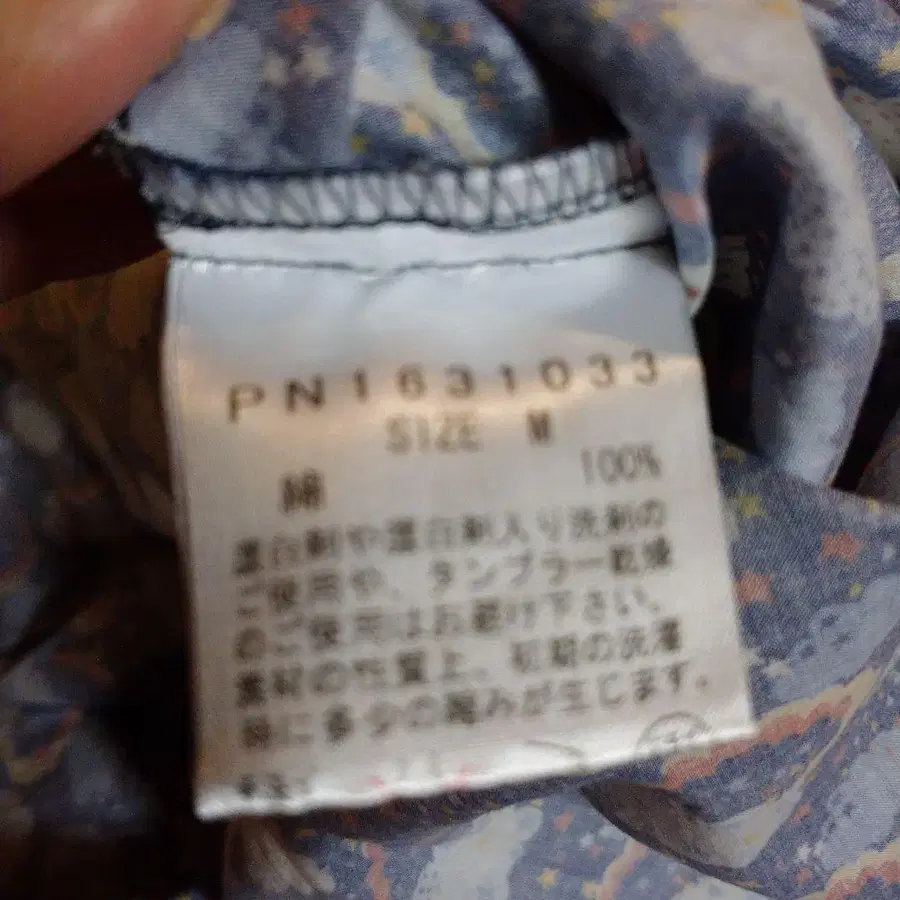 PN1631033
SIZE M
綿 100%
漂白剤や漂白剤入り洗剤の
ご使用や、タンブラー乾燥
のご使用はお避け下さい。
素材の性質上、初期の洗濯
時に多少の縮みが生じます。